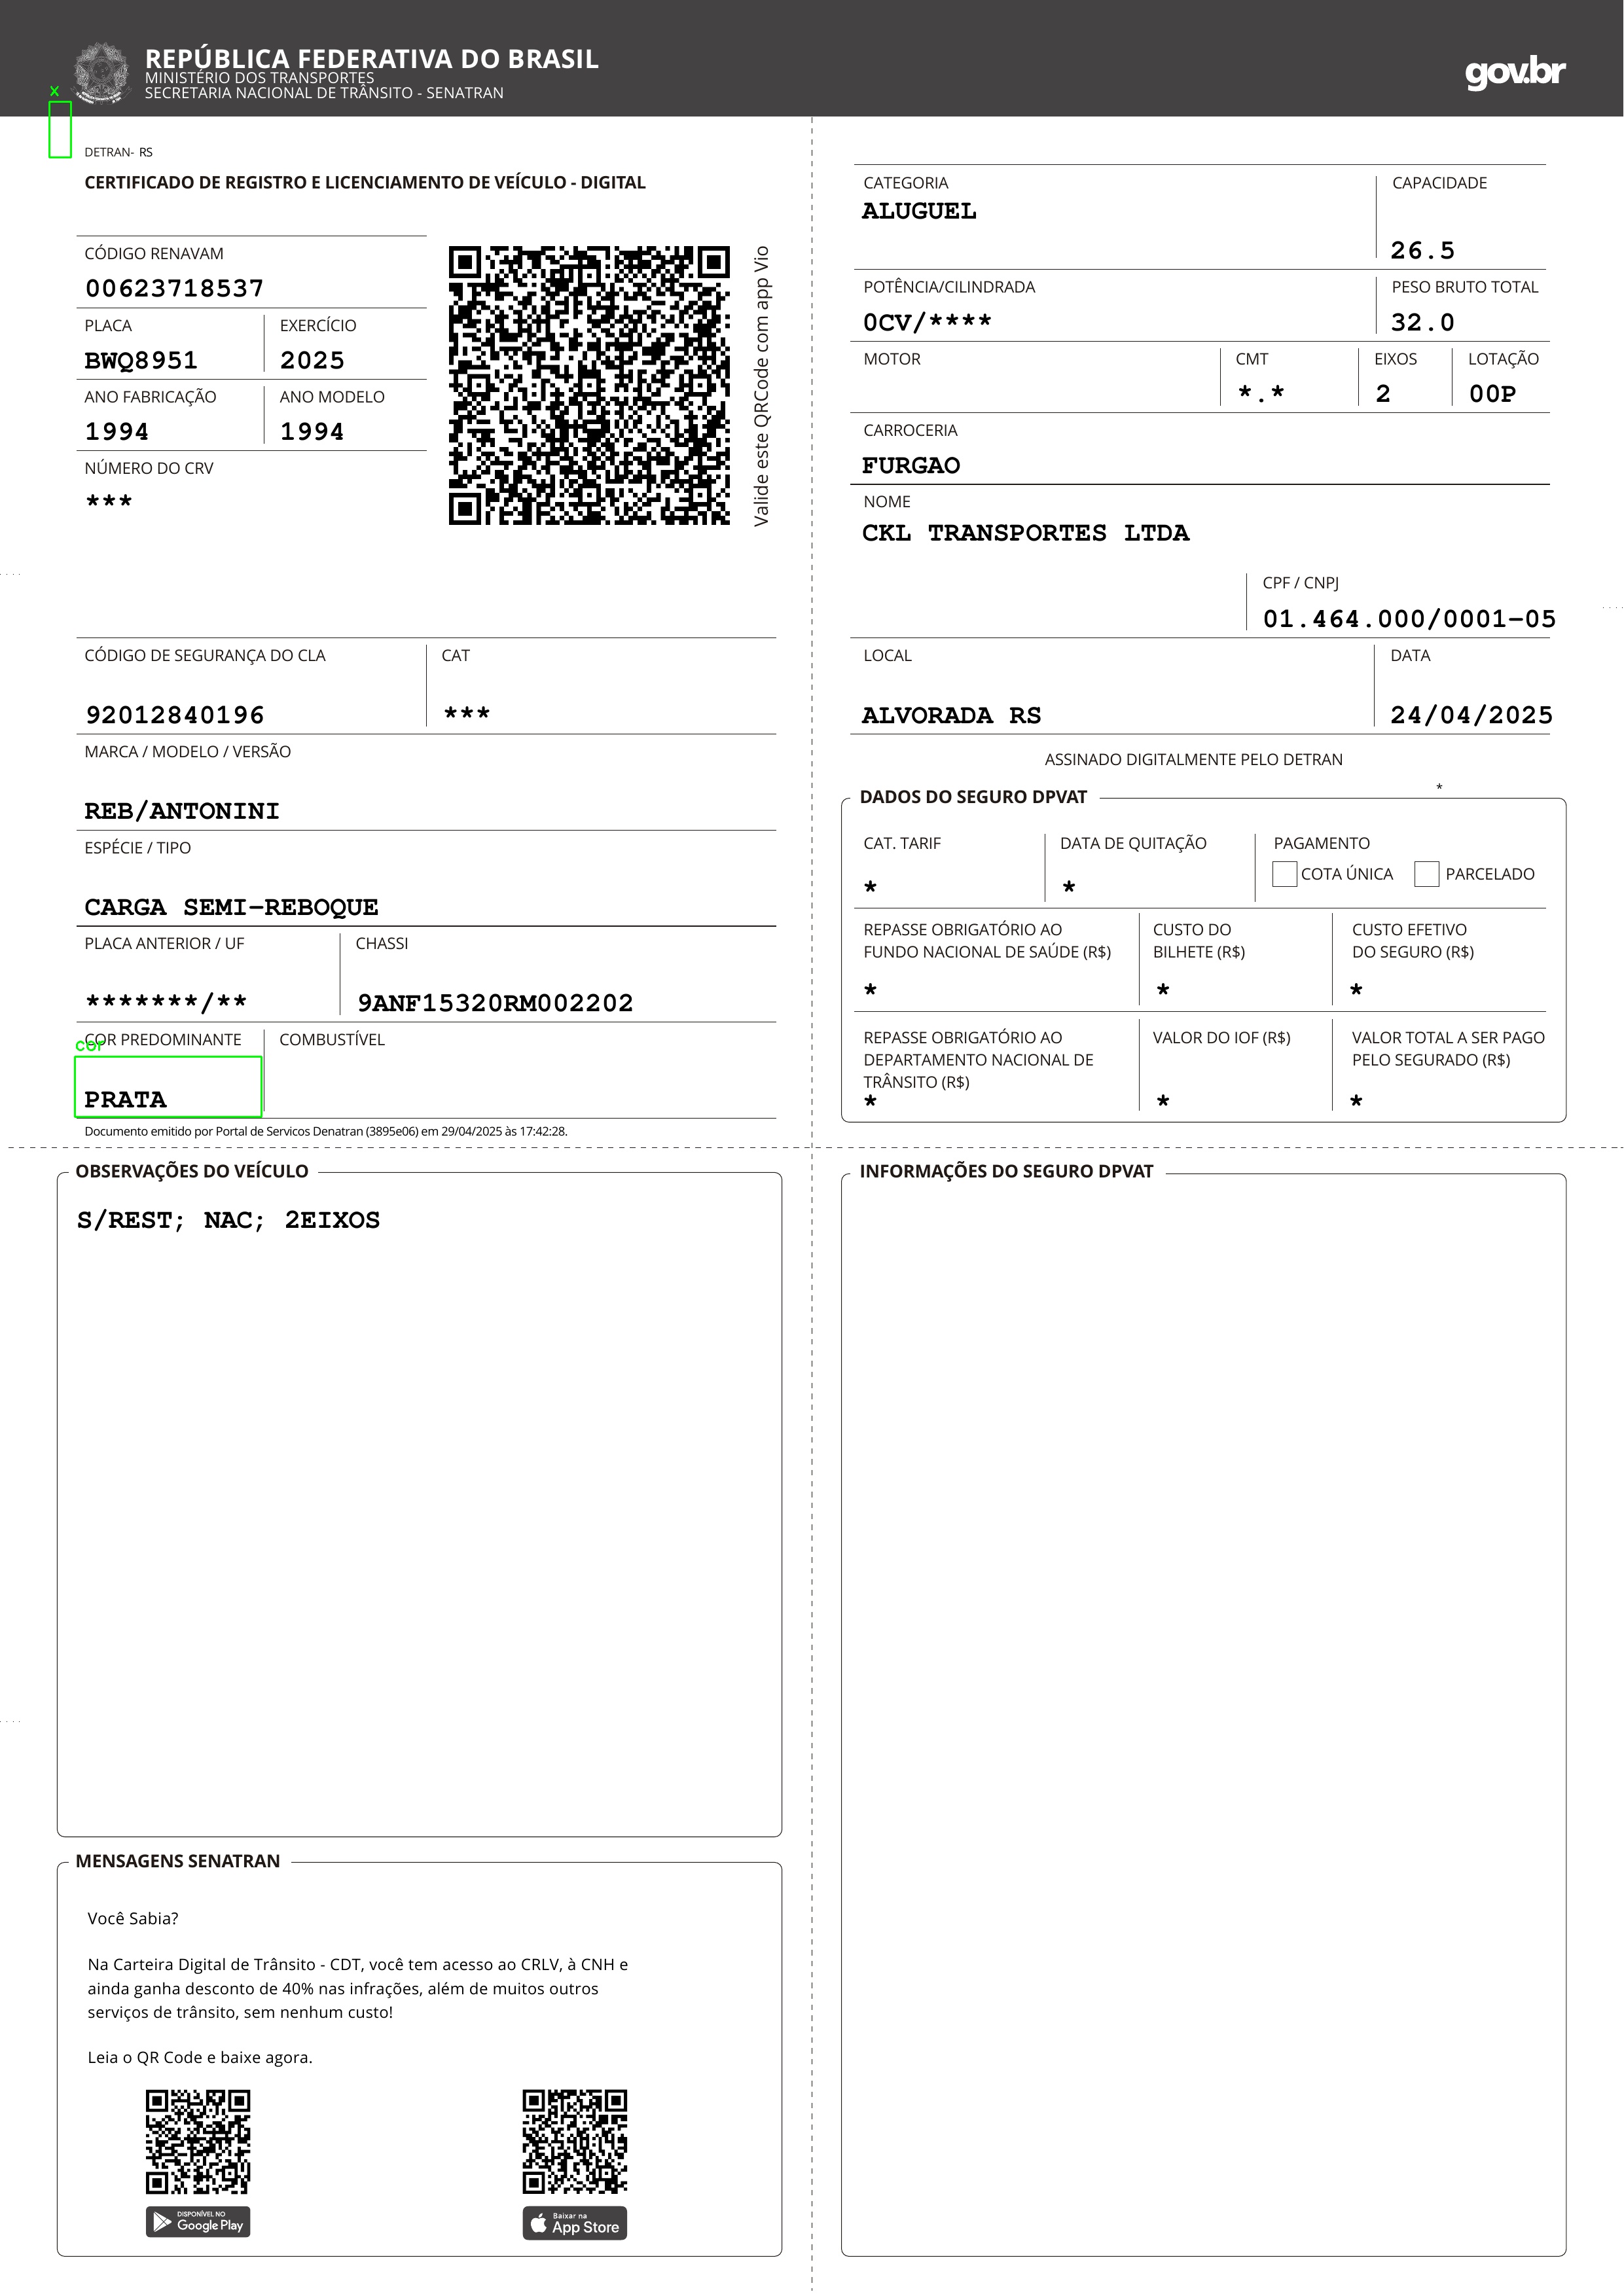 REPÚBLICA FEDERATIVA DO BRASIL
MINISTÉRIO DOS TRANSPORTES
SECRETARIA NACIONAL DE TRÂNSITO - SENATRAN
gov.br
x
DETRAN- RS
CERTIFICADO DE REGISTRO E LICENCIAMENTO DE VEÍCULO - DIGITAL
CÓDIGO RENAVAM
00623718537
PLACA EXERCÍCIO
BWQ8951 2025
ANO FABRICAÇÃO ANO MODELO
1994 1994
NÚMERO DO CRV
***
Valide este QRCode com app Vio
CÓDIGO DE SEGURANÇA DO CLA CAT
92012840196 ***
MARCA / MODELO / VERSÃO
REB/ANTONINI
ESPÉCIE / TIPO
CARGA SEMI-REBOQUE
PLACA ANTERIOR / UF CHASSI
*******/** 9ANF15320RM002202
COR PREDOMINANTE COMBUSTÍVEL
cor
PRATA
Documento emitido por Portal de Servicos Denatran (3895e06) em 29/04/2025 às 17:42:28.
CATEGORIA CAPACIDADE
ALUGUEL
26.5
POTÊNCIA/CILINDRADA PESO BRUTO TOTAL
0CV/**** 32.0
MOTOR CMT EIXOS LOTAÇÃO
*.* 2 00P
CARROCERIA
FURGAO
NOME
CKL TRANSPORTES LTDA
CPF / CNPJ
01.464.000/0001-05
LOCAL DATA
ALVORADA RS 24/04/2025
ASSINADO DIGITALMENTE PELO DETRAN
*
DADOS DO SEGURO DPVAT
CAT. TARIF DATA DE QUITAÇÃO PAGAMENTO
* * COTA ÚNICA PARCELADO
REPASSE OBRIGATÓRIO AO CUSTO DO CUSTO EFETIVO
FUNDO NACIONAL DE SAÚDE (R$) BILHETE (R$) DO SEGURO (R$)
* * *
REPASSE OBRIGATÓRIO AO VALOR DO IOF (R$) VALOR TOTAL A SER PAGO
DEPARTAMENTO NACIONAL DE PELO SEGURADO (R$)
TRÂNSITO (R$)
* * *
OBSERVAÇÕES DO VEÍCULO
S/REST; NAC; 2EIXOS
INFORMAÇÕES DO SEGURO DPVAT
MENSAGENS SENATRAN
Você Sabia?
Na Carteira Digital de Trânsito - CDT, você tem acesso ao CRLV, à CNH e
ainda ganha desconto de 40% nas infrações, além de muitos outros
serviços de trânsito, sem nenhum custo!
Leia o QR Code e baixe agora.
DISPONÍVEL NO
Google Play
Baixar na
App Store